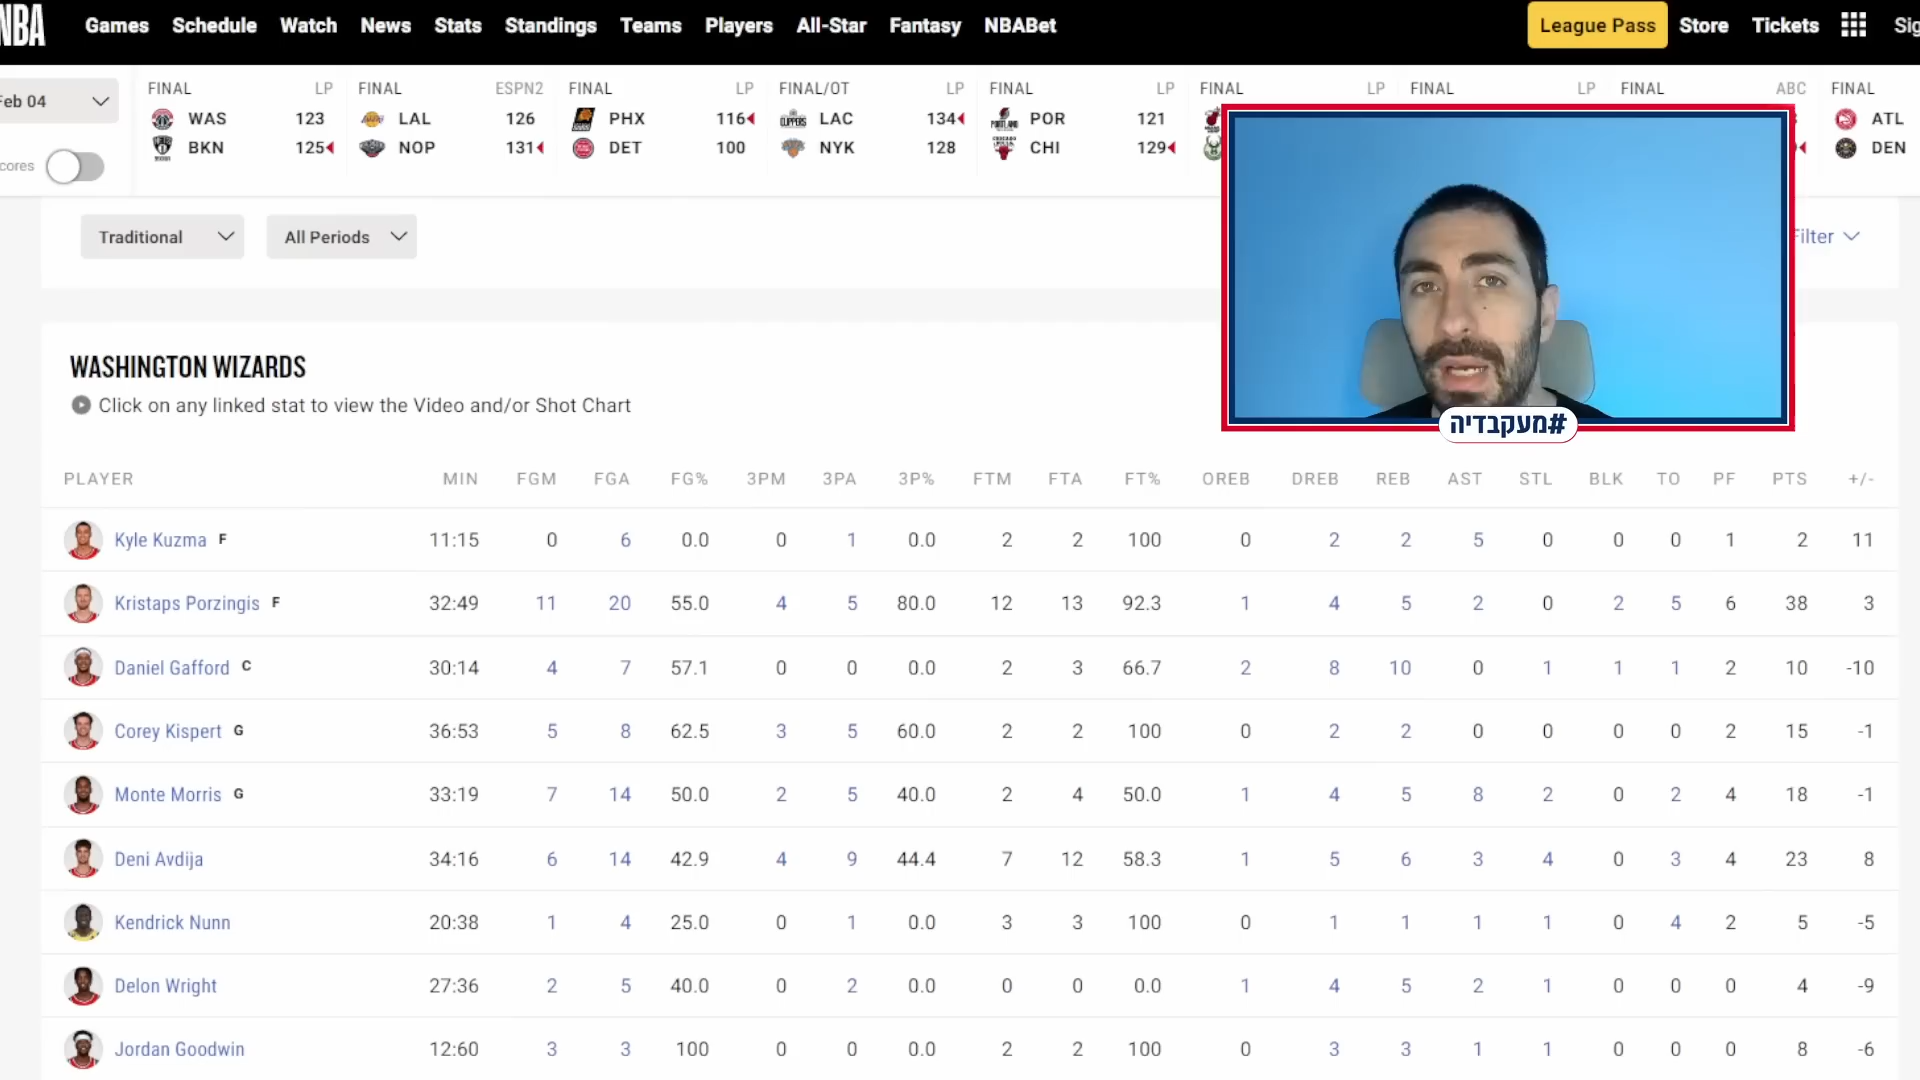 NBA Games Schedule Watch News Stats Standings Teams Players All-Star Fantasy NBABet League Pass Store Tickets Sig
FINAL LP FINAL ESPN2 FINAL LP FINAL/OT LP FINAL LP FINAL LP FINAL LP FINAL ABC FINAL
Feb 04
WAS 123 LAL 126 PHX 116 LAC 134 POR 121 ATL
BKN 125 NOP 131 DET 100 NYK 128 CHI 129 DEN
cores
Traditional All Periods Filter
WASHINGTON WIZARDS
Click on any linked stat to view the Video and/or Shot Chart
#מעקבדיה
PLAYER MIN FGM FGA FG% 3PM 3PA 3P% FTM FTA FT% OREB DREB REB AST STL BLK TO PF PTS +/-
Kyle Kuzma F 11:15 0 6 0.0 0 1 0.0 2 2 100 0 2 2 5 0 0 0 1 2 11
Kristaps Porzingis F 32:49 11 20 55.0 4 5 80.0 12 13 92.3 1 4 5 2 0 2 5 6 38 3
Daniel Gafford C 30:14 4 7 57.1 0 0 0.0 2 3 66.7 2 8 10 0 1 1 1 2 10 -10
Corey Kispert G 36:53 5 8 62.5 3 5 60.0 2 2 100 0 2 2 0 0 0 0 2 15 -1
Monte Morris G 33:19 7 14 50.0 2 5 40.0 2 4 50.0 1 4 5 8 2 0 2 4 18 -1
Deni Avdija 34:16 6 14 42.9 4 9 44.4 7 12 58.3 1 5 6 3 4 0 3 4 23 8
Kendrick Nunn 20:38 1 4 25.0 0 1 0.0 3 3 100 0 1 1 1 1 0 4 2 5 -5
Delon Wright 27:36 2 5 40.0 0 2 0.0 0 0 0.0 1 4 5 2 1 0 0 0 4 -9
Jordan Goodwin 12:60 3 3 100 0 0 0.0 2 2 100 0 3 3 1 1 0 0 0 8 -6